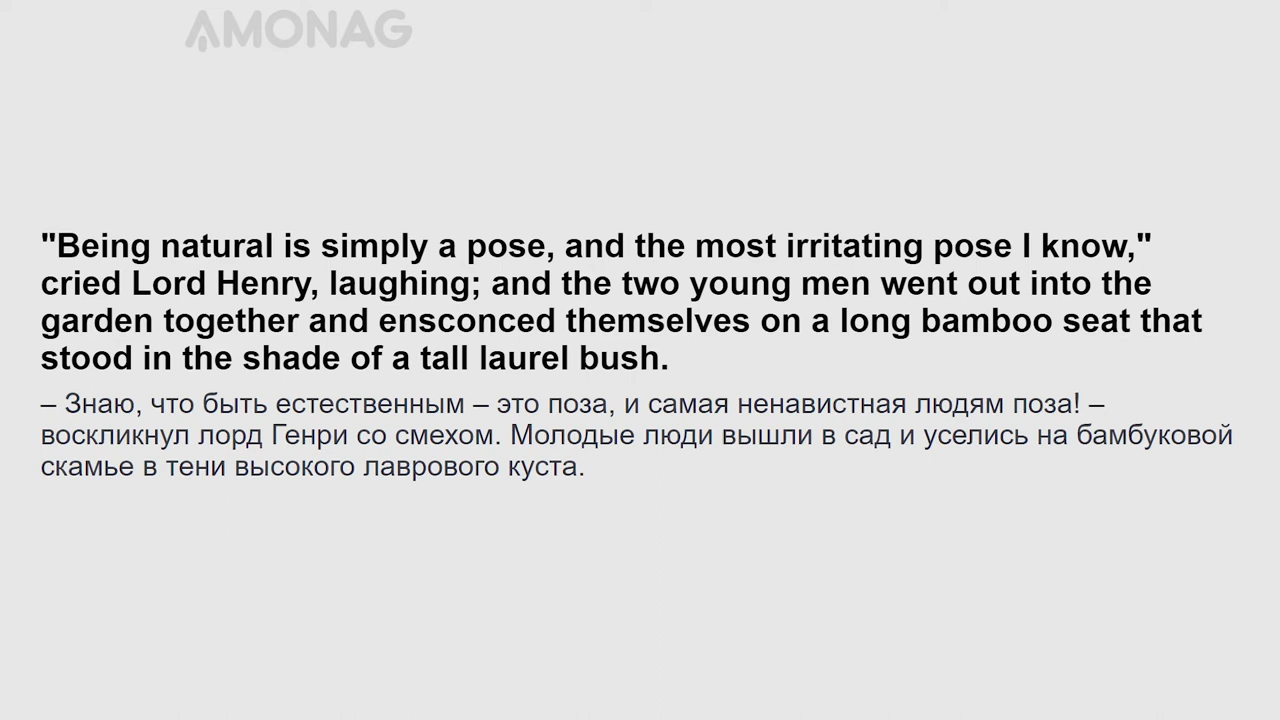 AMONAG
"Being natural is simply a pose, and the most irritating pose I know,"
cried Lord Henry, laughing; and the two young men went out into the
garden together and ensconced themselves on a long bamboo seat that
stood in the shade of a tall laurel bush.
– Знаю, что быть естественным – это поза, и самая ненавистная людям поза! –
воскликнул лорд Генри со смехом. Молодые люди вышли в сад и уселись на бамбуковой
скамье в тени высокого лаврового куста.